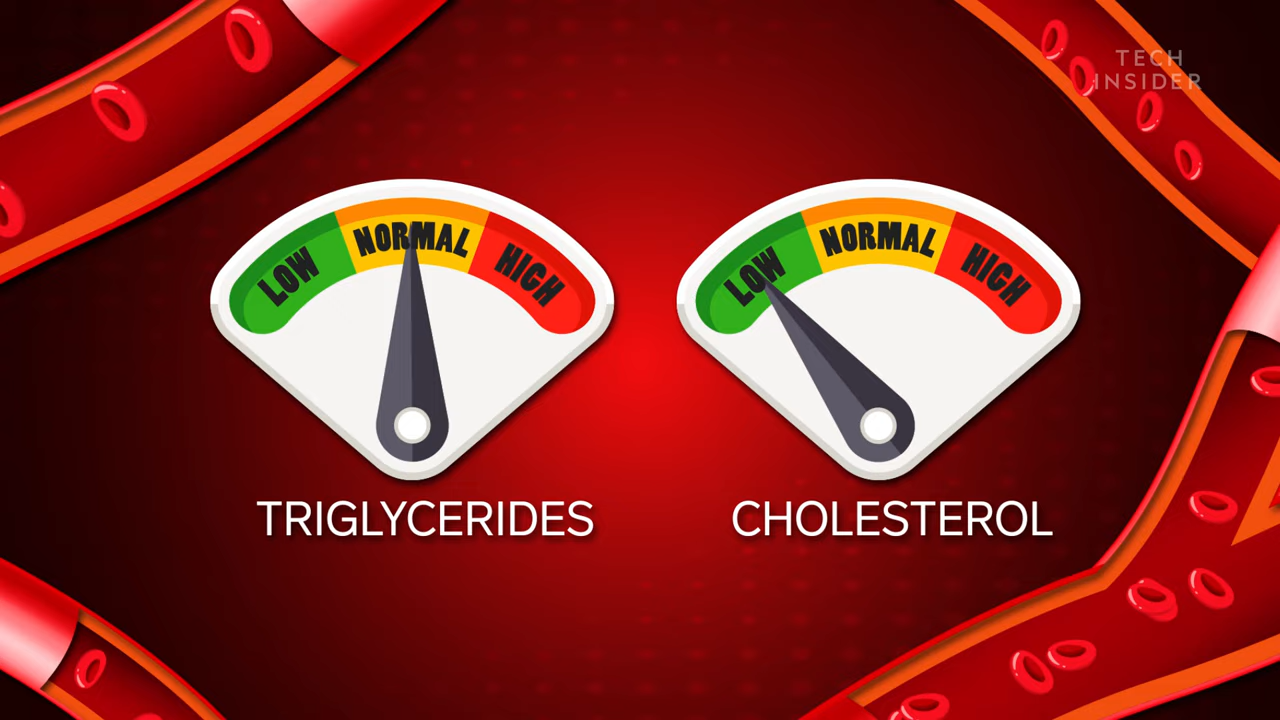 TECH
INSIDER
LOW
NORMAL
HIGH
LOW
NORMAL
HIGH
TRIGLYCERIDES
CHOLESTEROL